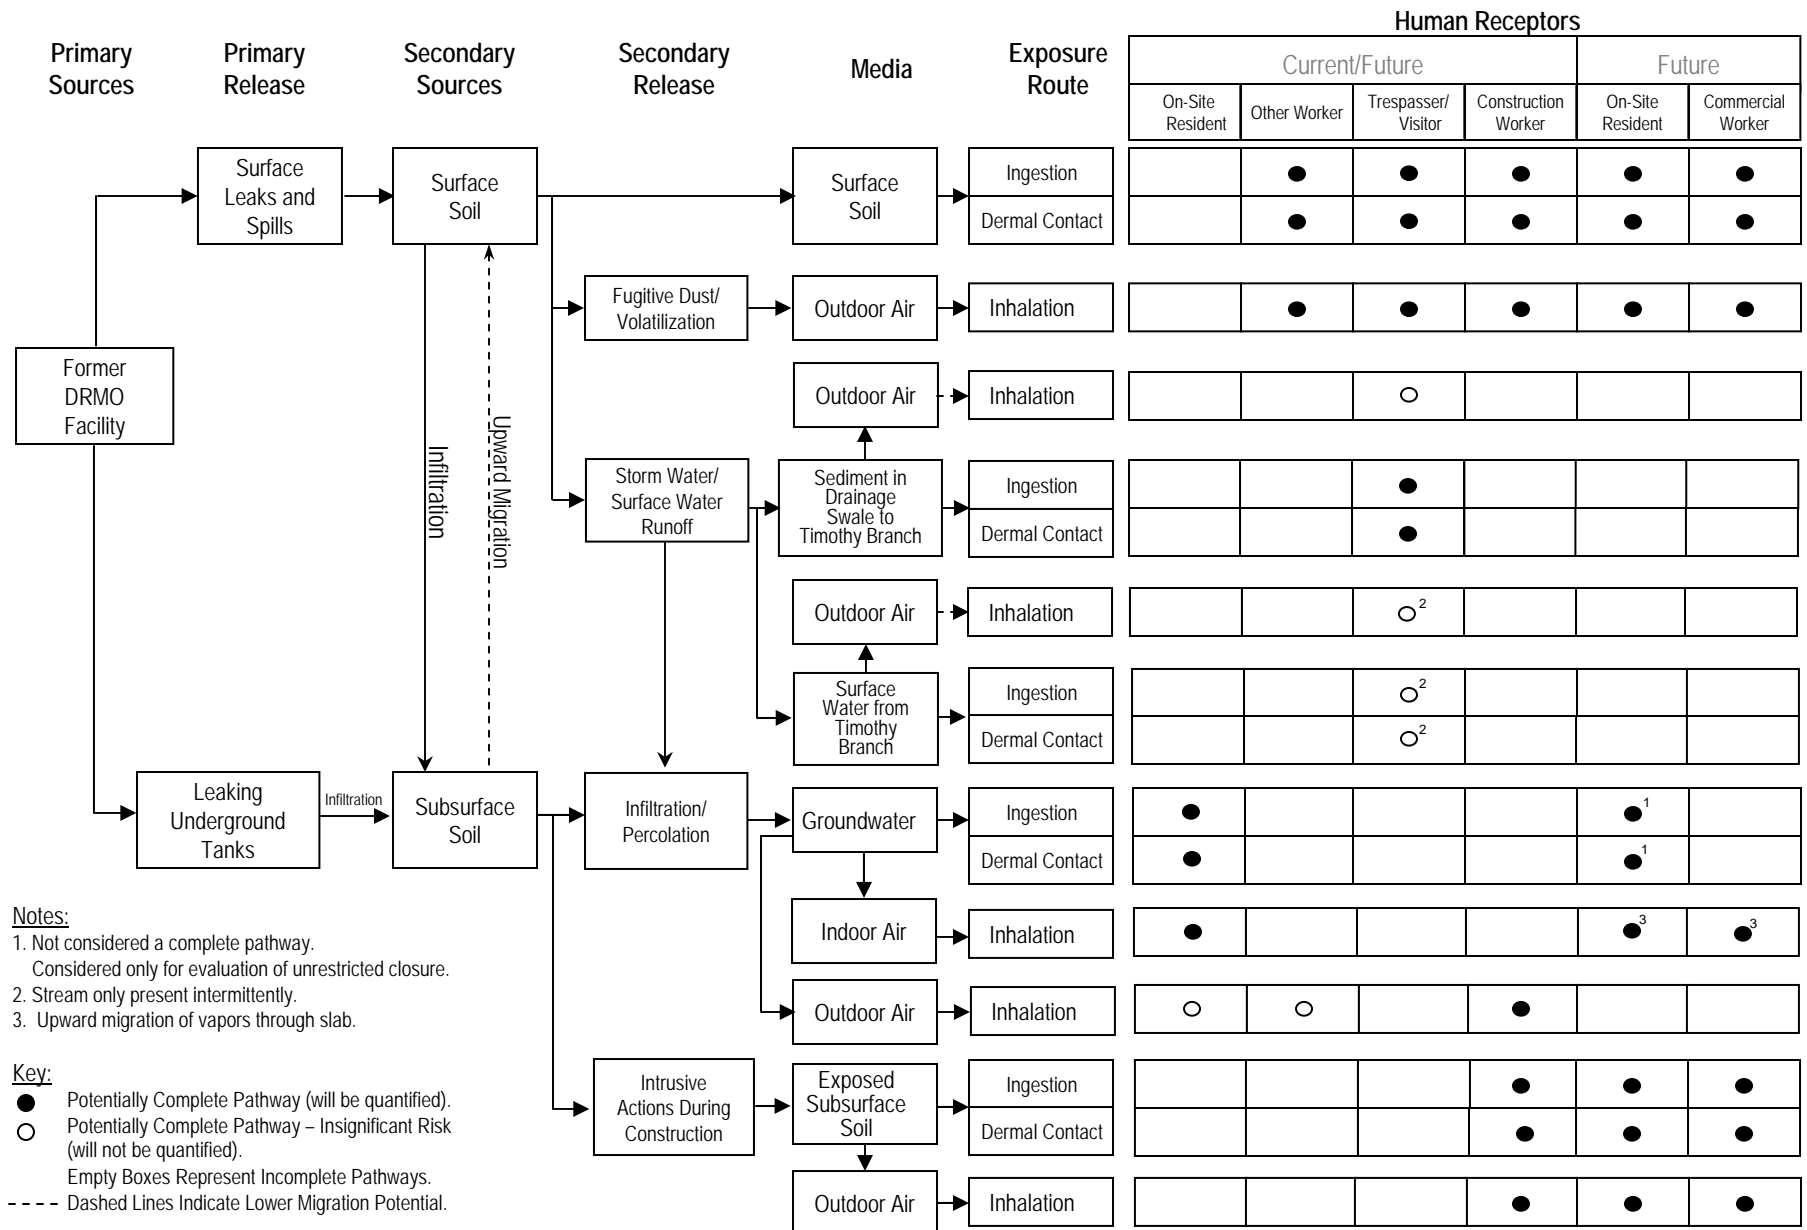 Human Receptors
Primary
Sources
Primary
Release
Secondary
Sources
Secondary
Release
Media
Exposure
Route
Current/Future
Future
On-Site
Resident
Other Worker
Trespasser/
Visitor
Construction
Worker
On-Site
Resident
Commercial
Worker
Surface
Leaks and
Spills
Surface
Soil
Surface
Soil
Ingestion
Dermal Contact
Fugitive Dust/
Volatilization
Outdoor Air
Inhalation
Former
DRMO
Facility
Outdoor Air
Inhalation
Infiltration
Upward Migration
Storm Water/
Surface Water
Runoff
Sediment in
Drainage
Swale to
Timothy Branch
Ingestion
Dermal Contact
Outdoor Air
Inhalation
2
Surface
Water from
Timothy
Branch
Ingestion
2
Dermal Contact
2
Leaking
Underground
Tanks
Infiltration
Subsurface
Soil
Infiltration/
Percolation
Groundwater
Ingestion
1
Dermal Contact
1
Indoor Air
Inhalation
3
3
Outdoor Air
Inhalation
Intrusive
Actions During
Construction
Exposed
Subsurface
Soil
Ingestion
Dermal Contact
Outdoor Air
Inhalation
Notes:
1. Not considered a complete pathway.
Considered only for evaluation of unrestricted closure.
2. Stream only present intermittently.
3. Upward migration of vapors through slab.
Key:
Potentially Complete Pathway (will be quantified).
Potentially Complete Pathway – Insignificant Risk
(will not be quantified).
Empty Boxes Represent Incomplete Pathways.
Dashed Lines Indicate Lower Migration Potential.